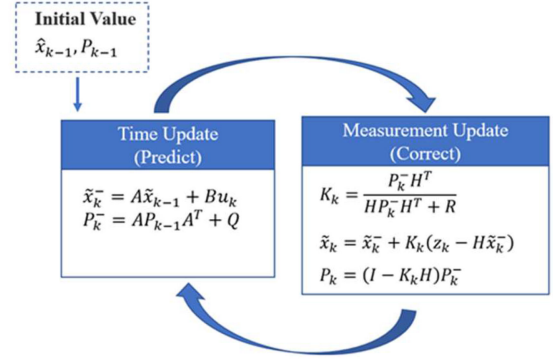 Initial Value
x̂ₖ₋₁, Pₖ₋₁
Time Update
(Predict)
x̃ₖ⁻ = Ax̃ₖ₋₁ + Buₖ
Pₖ⁻ = APₖ₋₁Aᵀ + Q
Measurement Update
(Correct)
Kₖ = Pₖ⁻Hᵀ / HPₖ⁻Hᵀ + R
x̃ₖ = x̃ₖ⁻ + Kₖ(zₖ − Hx̃ₖ⁻)
Pₖ = (I − KₖH)Pₖ⁻